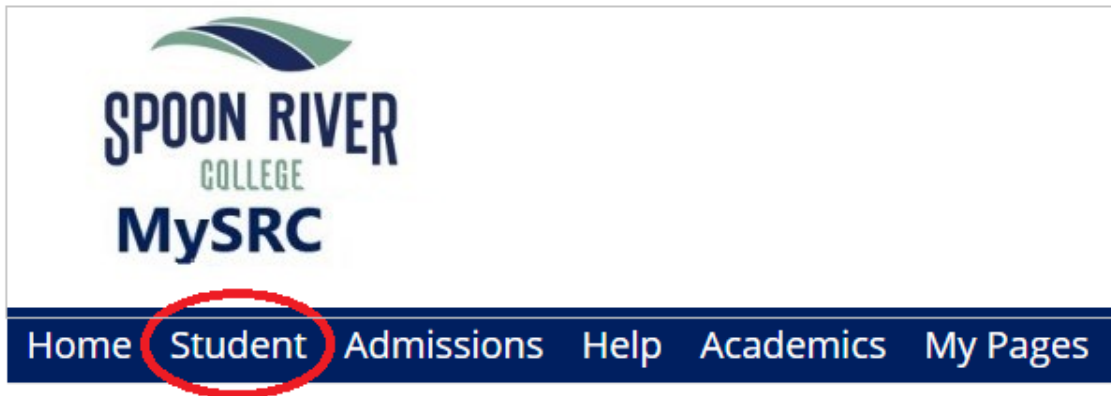 SPOON RIVER
COLLEGE
MySRC
Home Student Admissions Help Academics My Pages